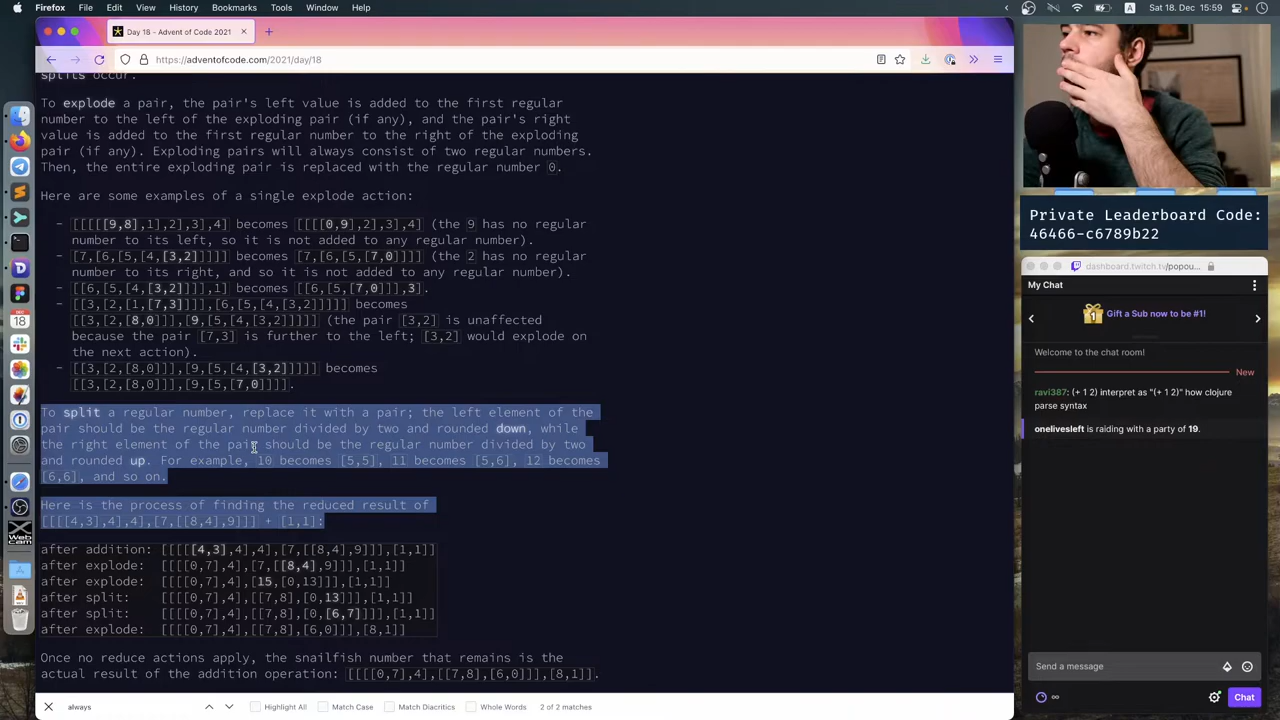 Firefox File Edit View History Bookmarks Tools Window Help
A Sat 18. Dec 15:59
Day 18 - Advent of Code 2021
https://adventofcode.com/2021/day/18
splits occur.
To explode a pair, the pair's left value is added to the first regular
number to the left of the exploding pair (if any), and the pair's right
value is added to the first regular number to the right of the exploding
pair (if any). Exploding pairs will always consist of two regular numbers.
Then, the entire exploding pair is replaced with the regular number 0.
Here are some examples of a single explode action:
- [[[[[9,8],1],2],3],4] becomes [[[[0,9],2],3],4] (the 9 has no regular
number to its left, so it is not added to any regular number).
- [7,[6,[5,[4,[3,2]]]]] becomes [7,[6,[5,[7,0]]]] (the 2 has no regular
number to its right, and so it is not added to any regular number).
- [[6,[5,[4,[3,2]]]],1] becomes [[6,[5,[7,0]]],3].
- [[3,[2,[1,[7,3]]]],[6,[5,[4,[3,2]]]]] becomes
[[3,[2,[8,0]]],[9,[5,[4,[3,2]]]]] (the pair [3,2] is unaffected
because the pair [7,3] is further to the left; [3,2] would explode on
the next action).
- [[3,[2,[8,0]]],[9,[5,[4,[3,2]]]]] becomes
[[3,[2,[8,0]]],[9,[5,[7,0]]]].
To split a regular number, replace it with a pair; the left element of the
pair should be the regular number divided by two and rounded down, while
the right element of the pair should be the regular number divided by two
and rounded up. For example, 10 becomes [5,5], 11 becomes [5,6], 12 becomes
[6,6], and so on.
Here is the process of finding the reduced result of
[[[[4,3],4],4],[7,[[8,4],9]]] + [1,1]:
after addition: [[[[[4,3],4],4],[7,[[8,4],9]]],[1,1]]
after explode: [[[[0,7],4],[7,[[8,4],9]]],[1,1]]
after explode: [[[[0,7],4],[15,[0,13]]],[1,1]]
after split: [[[[0,7],4],[[7,8],[0,13]]],[1,1]]
after split: [[[[0,7],4],[[7,8],[0,[6,7]]]],[1,1]]
after explode: [[[[0,7],4],[[7,8],[6,0]]],[8,1]]
Once no reduce actions apply, the snailfish number that remains is the
actual result of the addition operation: [[[[0,7],4],[[7,8],[6,0]]],[8,1]].
always
Highlight All Match Case Match Diacritics Whole Words 2 of 2 matches
Private Leaderboard Code:
46466-c6789b22
dashboard.twitch.tv/popou...
My Chat
Gift a Sub now to be #1!
Welcome to the chat room!
New
ravi387: (+ 1 2) interpret as "(+ 1 2)" how clojure
parse syntax
onelivesleft is raiding with a party of 19.
Send a message
Chat